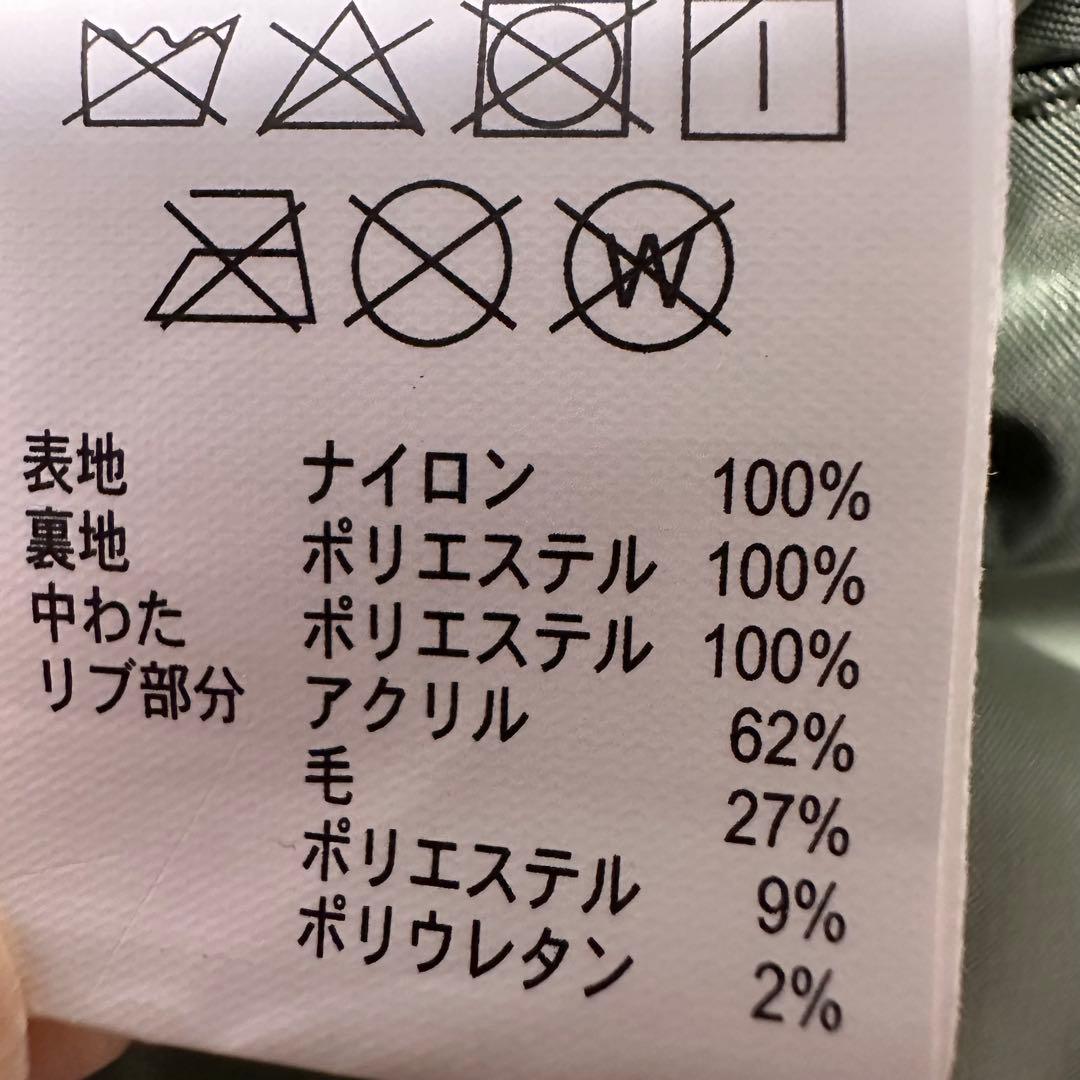 W
表地 ナイロン 100%
裏地 ポリエステル 100%
中わた ポリエステル 100%
リブ部分 アクリル 62%
毛 27%
ポリエステル 9%
ポリウレタン 2%